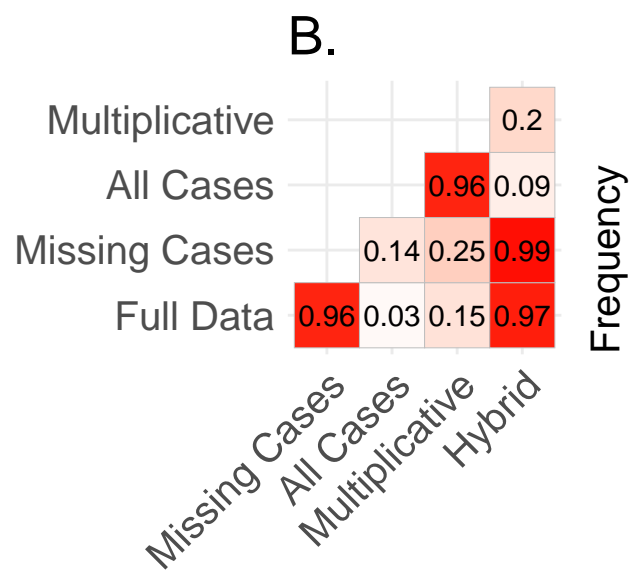 B.
Multiplicative 0.2
All Cases 0.96 0.09
Missing Cases 0.14 0.25 0.99
Full Data 0.96 0.03 0.15 0.97
Missing Cases
All Cases
Multiplicative
Hybrid
Frequency